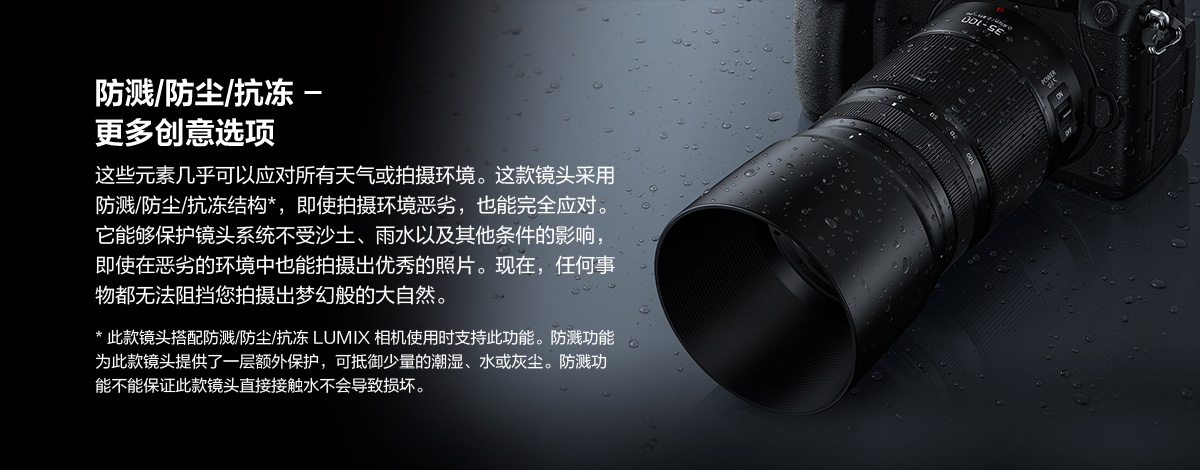 防溅/防尘/抗冻 –
更多创意选项
这些元素几乎可以应对所有天气或拍摄环境。这款镜头采用
防溅/防尘/抗冻结构*，即使拍摄环境恶劣，也能完全应对。
它能够保护镜头系统不受沙土、雨水以及其他条件的影响，
即使在恶劣的环境中也能拍摄出优秀的照片。现在，任何事
物都无法阻挡您拍摄出梦幻般的大自然。
* 此款镜头搭配防溅/防尘/抗冻 LUMIX 相机使用时支持此功能。防溅功能
为此款镜头提供了一层额外保护，可抵御少量的潮湿、水或灰尘。防溅功
能不能保证此款镜头直接接触水不会导致损坏。
35-100
POWER
O.I.S.
ON
OFF
35
50
70
100